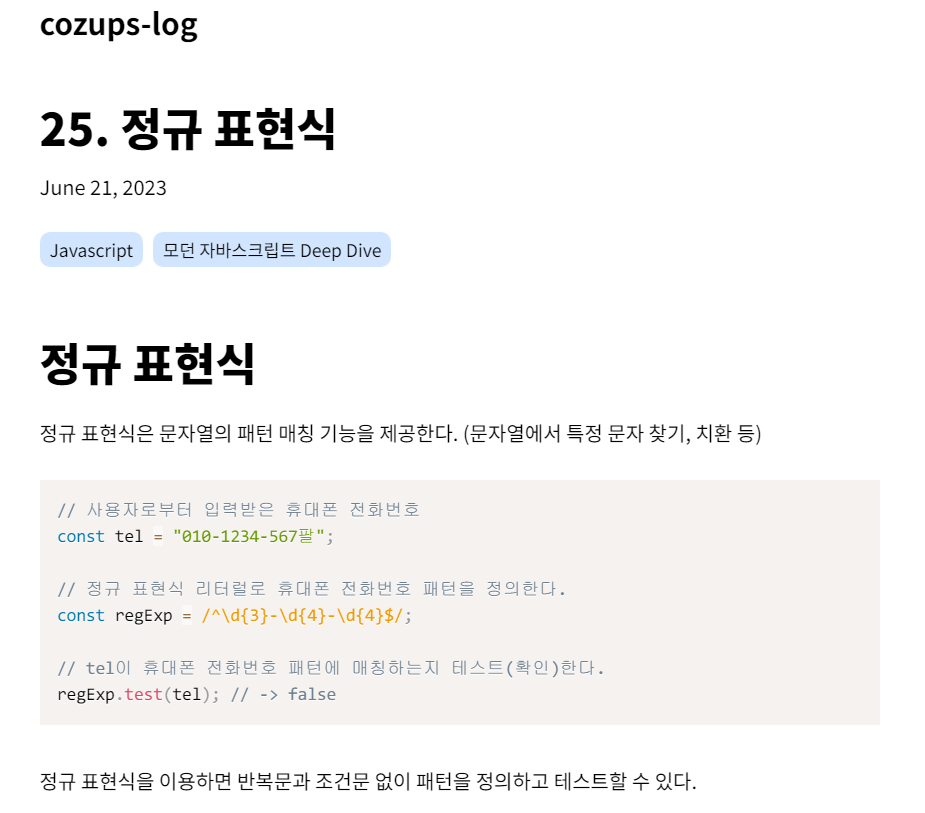 cozups-log
25. 정규 표현식
June 21, 2023
Javascript 모던 자바스크립트 Deep Dive
정규 표현식
정규 표현식은 문자열의 패턴 매칭 기능을 제공한다. (문자열에서 특정 문자 찾기, 치환 등)
// 사용자로부터 입력받은 휴대폰 전화번호
const tel = "010-1234-567팔";
// 정규 표현식 리터럴로 휴대폰 전화번호 패턴을 정의한다.
const regExp = /^\d{3}-\d{4}-\d{4}$/;
// tel이 휴대폰 전화번호 패턴에 매칭하는지 테스트(확인)한다.
regExp.test(tel); // -> false
정규 표현식을 이용하면 반복문과 조건문 없이 패턴을 정의하고 테스트할 수 있다.